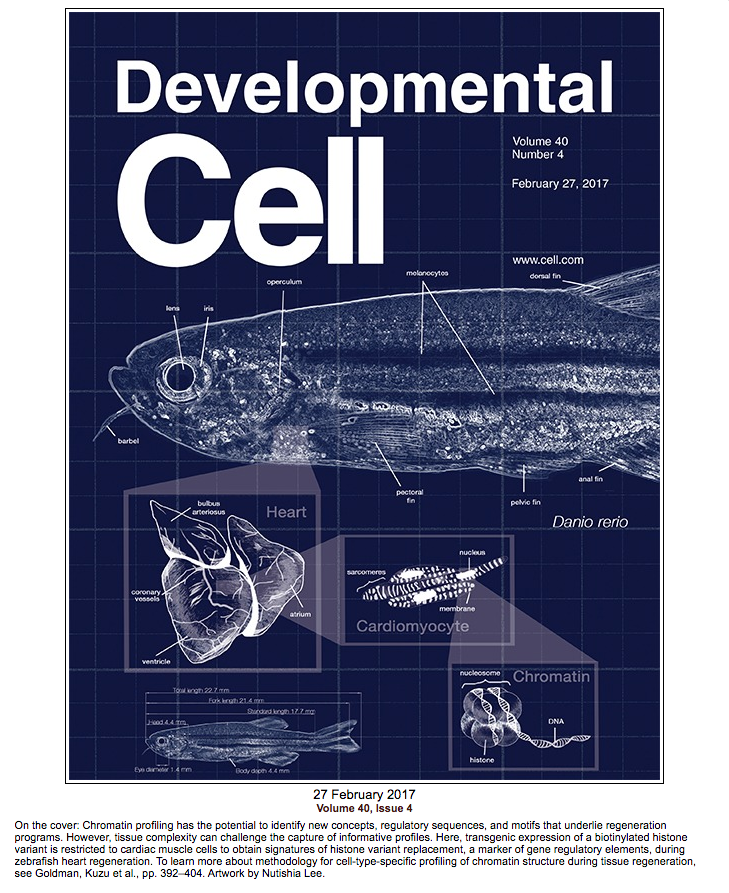 Developmental
Cell
Volume 40
Number 4
February 27, 2017
www.cell.com
dorsal fin
melanocytes
operculum
lens
iris
barbel
pectoral
fin
pelvic fin
anal fin
Danio rerio
Heart
bulbus
arteriosus
coronary
vessels
atrium
ventricle
nucleus
sarcomeres
membrane
Cardiomyocyte
nucleosome
Chromatin
DNA
histone
Total length 22.7 mm
Fork length 21.4 mm
Standard length 17.7 mm
Head 4.4 mm
Eye diameter 1.4 mm
Body depth 4.4 mm
27 February 2017
Volume 40, Issue 4
On the cover: Chromatin profiling has the potential to identify new concepts, regulatory sequences, and motifs that underlie regeneration
programs. However, tissue complexity can challenge the capture of informative profiles. Here, transgenic expression of a biotinylated histone
variant is restricted to cardiac muscle cells to obtain signatures of histone variant replacement, a marker of gene regulatory elements, during
zebrafish heart regeneration. To learn more about methodology for cell-type-specific profiling of chromatin structure during tissue regeneration,
see Goldman, Kuzu et al., pp. 392–404. Artwork by Nutishia Lee.